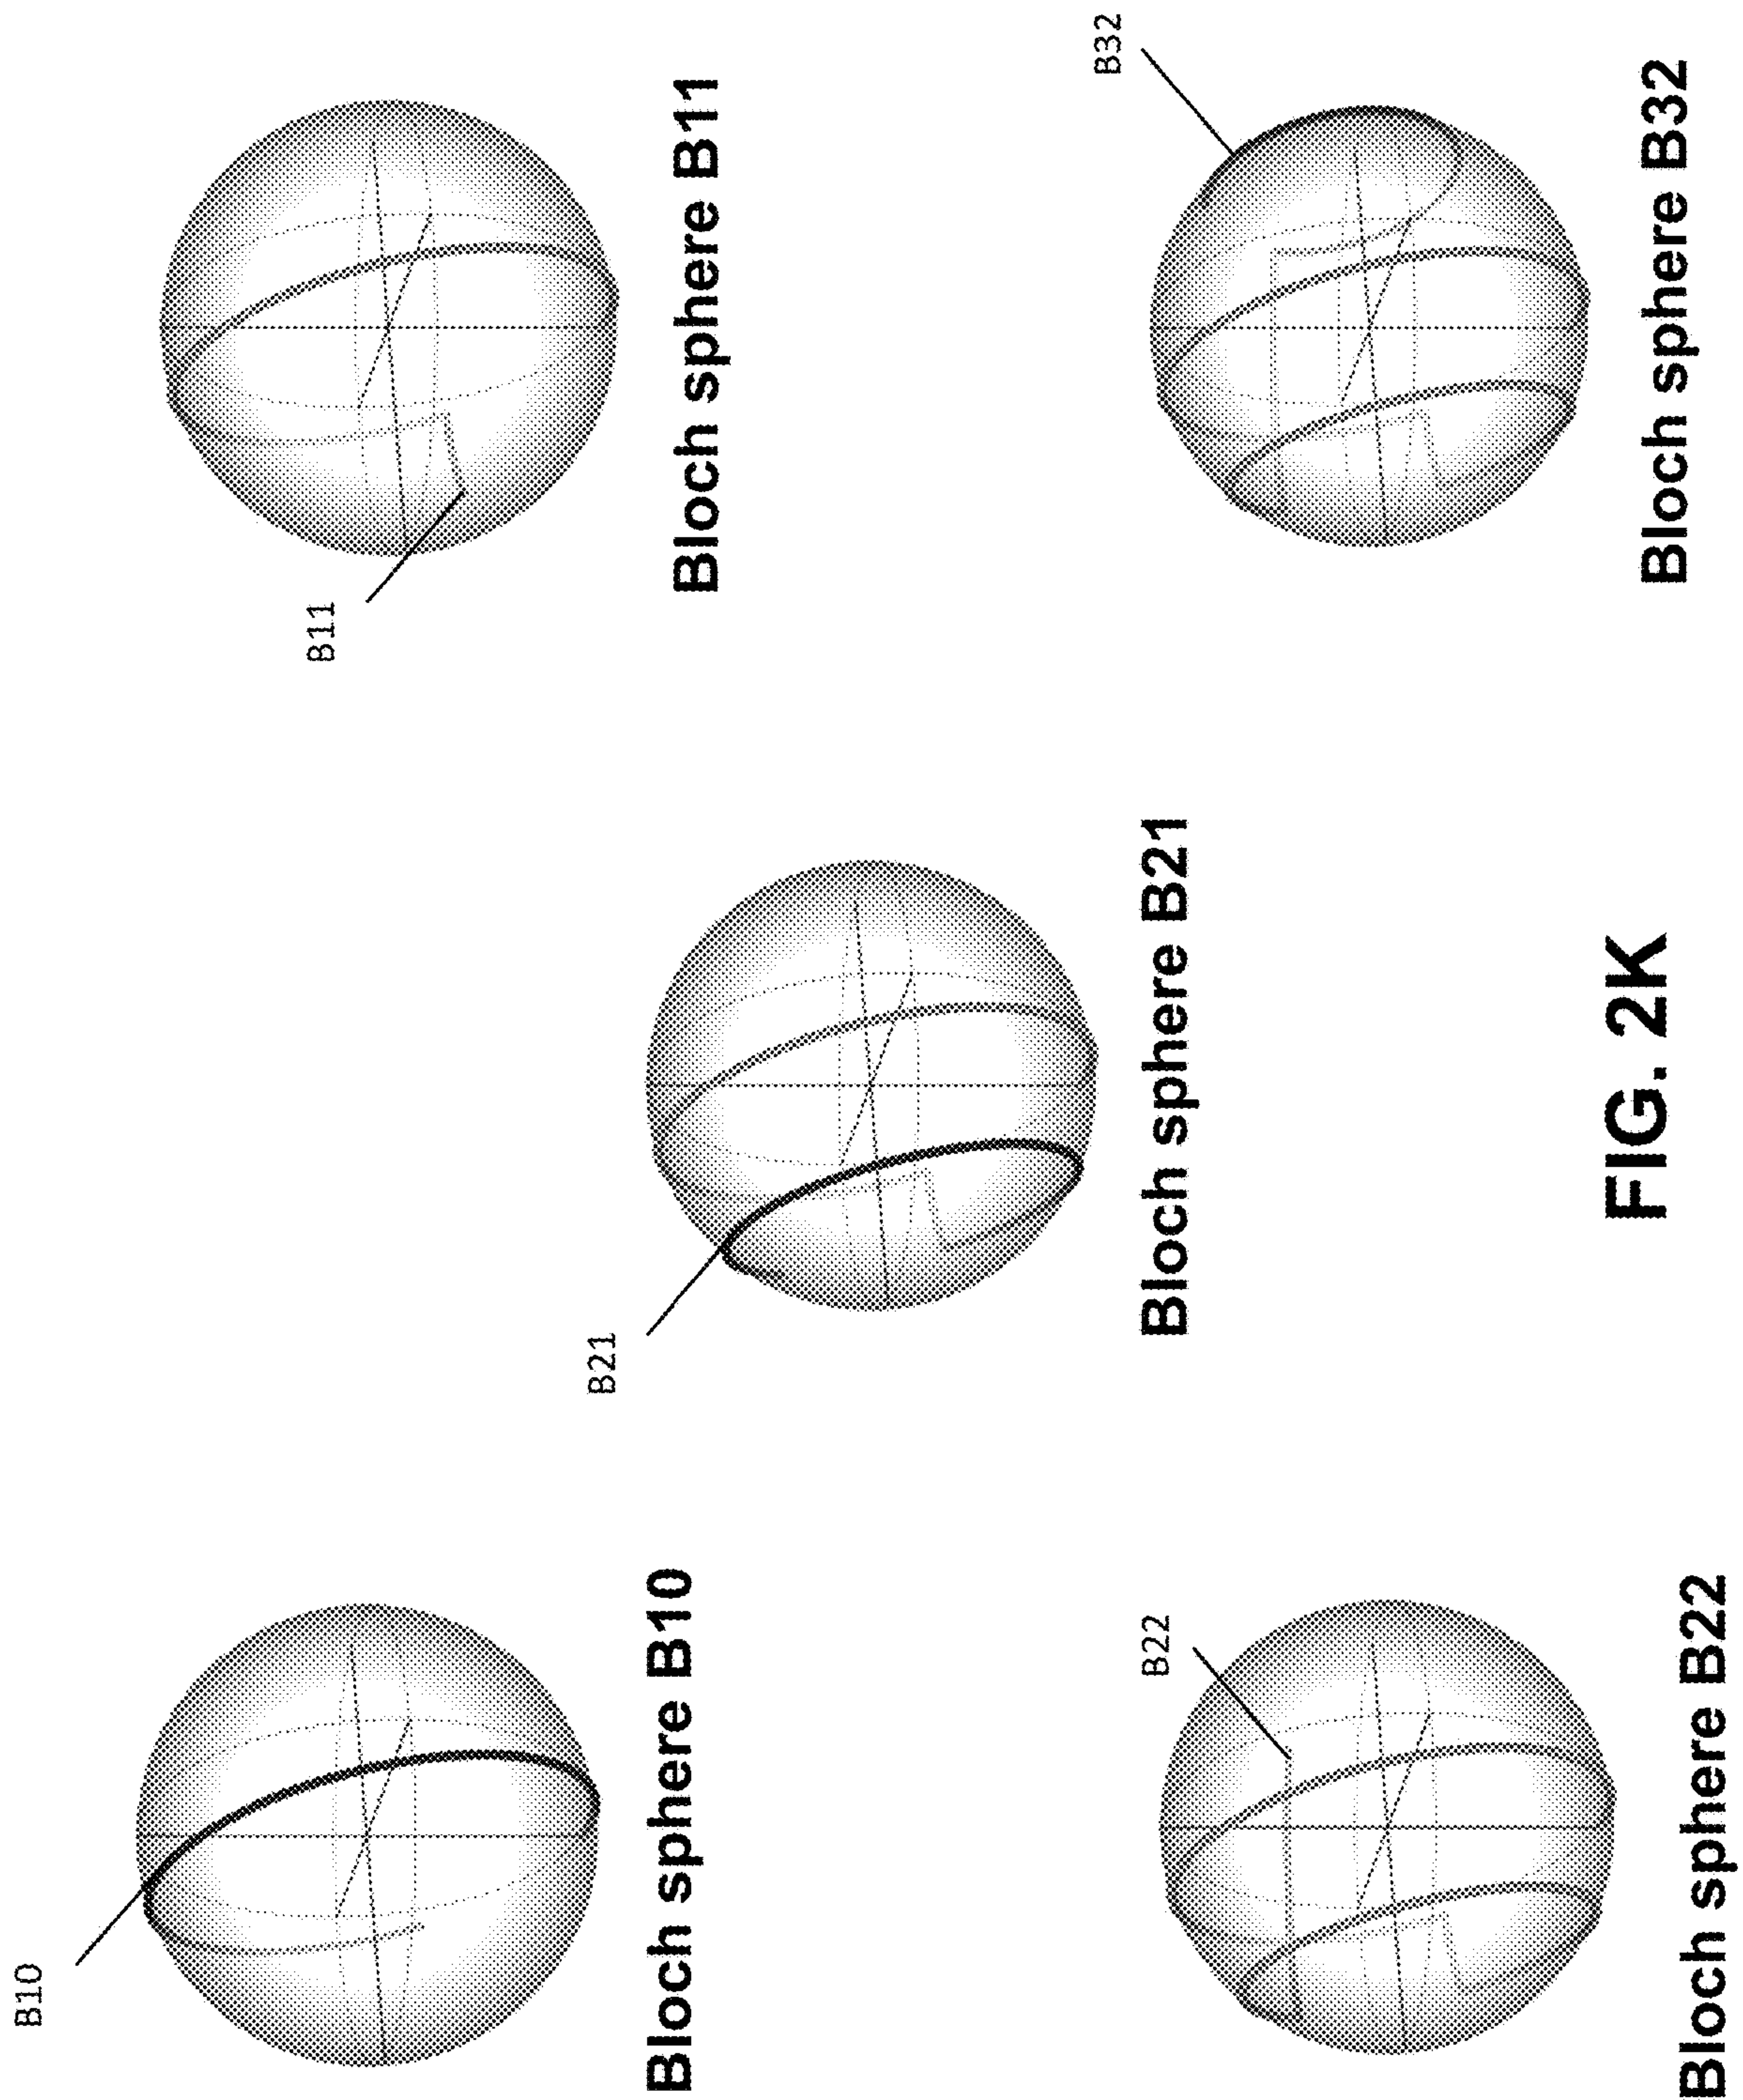 B10
Bloch sphere B10
B11
Bloch sphere B11
B21
Bloch sphere B21
B22
Bloch sphere B22
B32
Bloch sphere B32
FIG. 2K